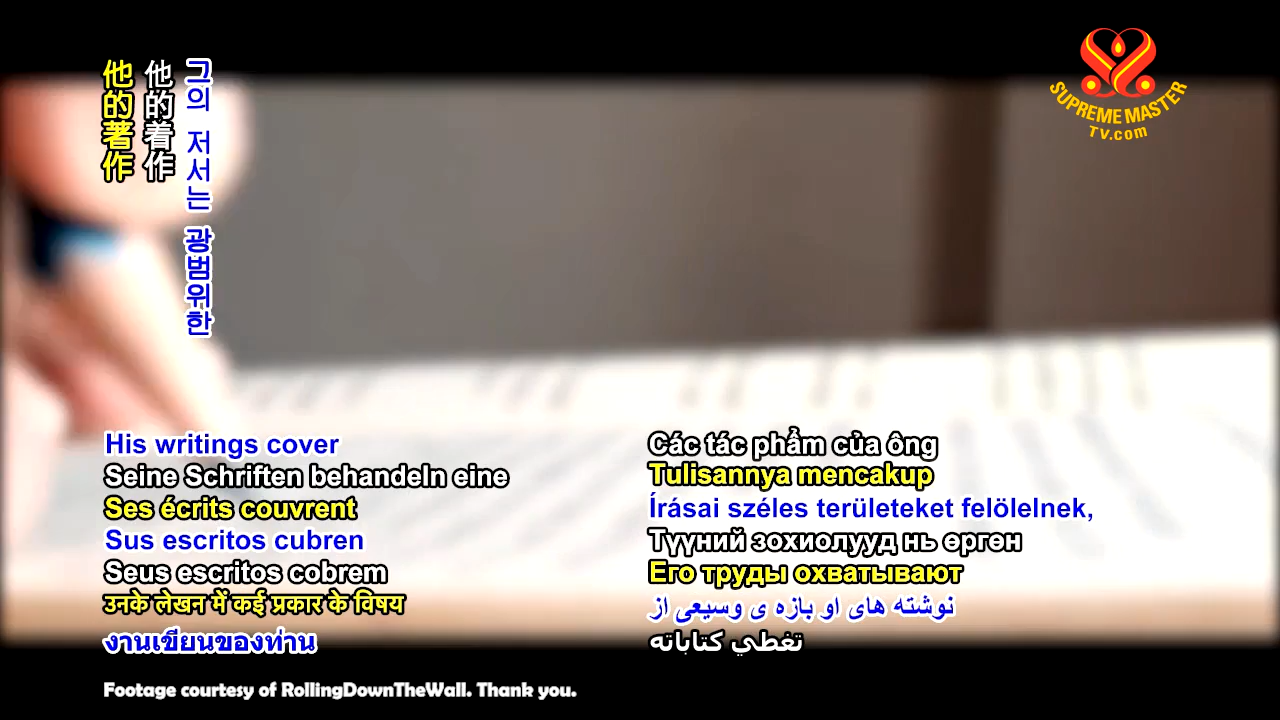 他的著作
他的着作
그의 저서는 광범위한
SUPREME MASTER
TV.com
His writings cover
Seine Schriften behandeln eine
Ses écrits couvrent
Sus escritos cubren
Seus escritos cobrem
उनके लेखन में कई प्रकार के विषय
งานเขียนของท่าน
Các tác phẩm của ông
Tulisannya mencakup
Írásai széles területeket felölelnek,
Түүний зохиолууд нь өргөн
Его труды охватывают
نوشته های او بازه ی وسیعی از
تغطي كتاباته
Footage courtesy of RollingDownTheWall. Thank you.